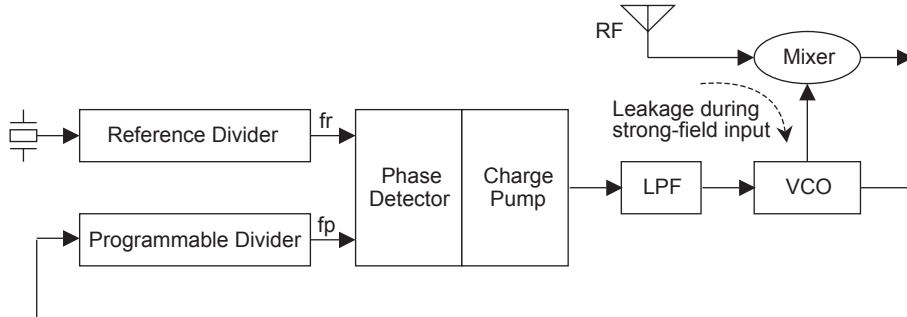 RF
Mixer
Leakage during
strong-field input
Reference Divider
fr
Phase
Detector
Charge
Pump
LPF
VCO
Programmable Divider
fp